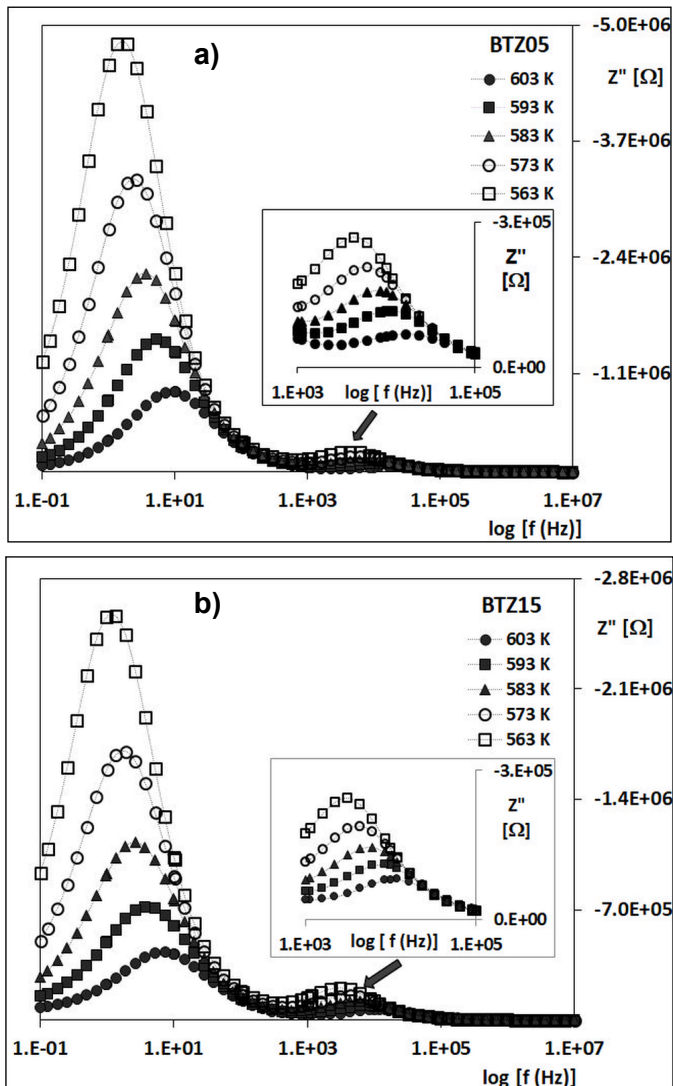 a)
BTZ05
603 K
593 K
583 K
573 K
563 K
-5.0E+06
Z" [Ω]
-3.7E+06
-2.4E+06
-1.1E+06
-3.E+05
Z"
[Ω]
0.E+00
1.E+03
log [ f (Hz)]
1.E+05
1.E-01
1.E+01
1.E+03
1.E+05
1.E+07
log [f (Hz)]
b)
BTZ15
603 K
593 K
583 K
573 K
563 K
-2.8E+06
Z" [Ω]
-2.1E+06
-1.4E+06
-7.0E+05
-3.E+05
Z"
[Ω]
0.E+00
1.E+03
log [ f (Hz)]
1.E+05
1.E-01
1.E+01
1.E+03
1.E+05
1.E+07
log [f (Hz)]